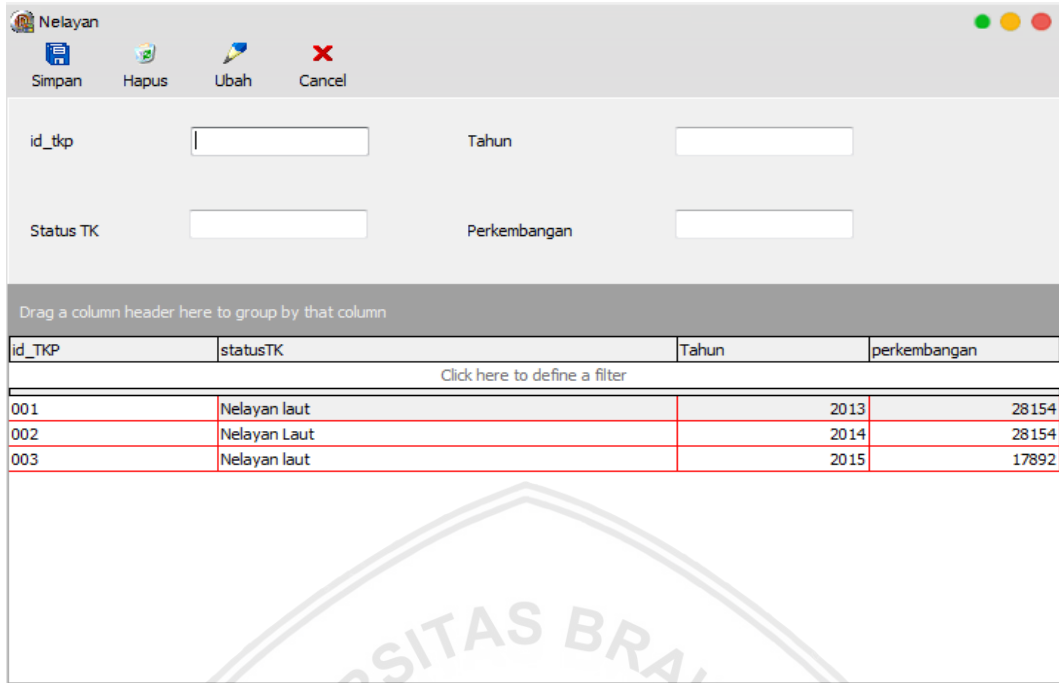 Nelayan
Simpan Hapus Ubah Cancel
id_tkp Tahun
Status TK Perkembangan
Drag a column header here to group by that column
id_TKP statusTK Tahun perkembangan
Click here to define a filter
001 Nelayan laut 2013 28154
002 Nelayan Laut 2014 28154
003 Nelayan laut 2015 17892